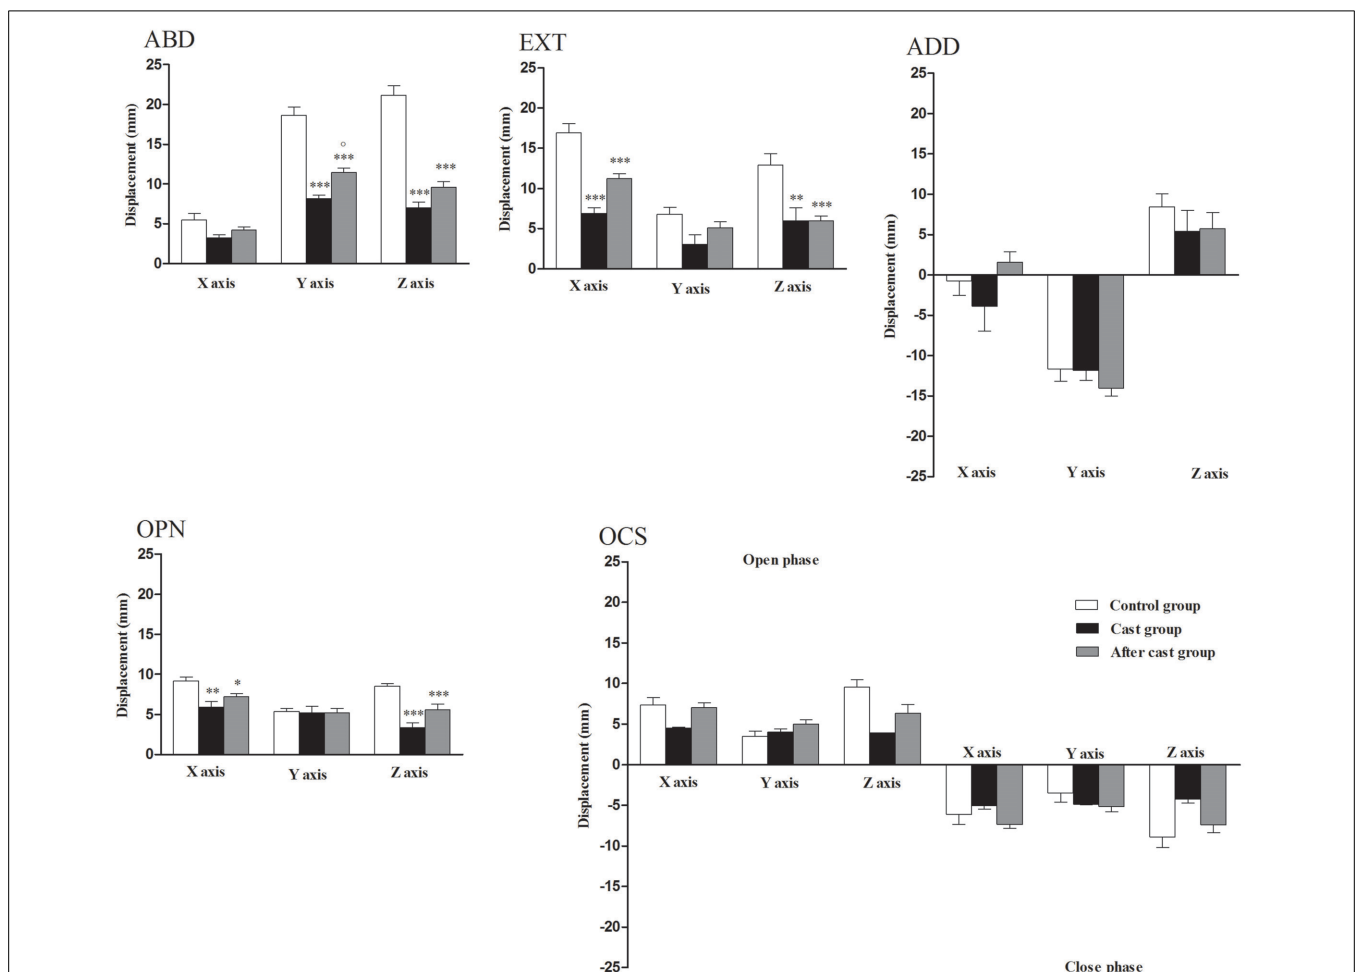 ABD
25
20
15
10
5
0
Displacement (mm)
***
°
***
***
***
X axis
Y axis
Z axis
EXT
25
20
15
10
5
0
Displacement (mm)
***
***
**
***
X axis
Y axis
Z axis
ADD
25
20
15
10
5
0
-5
-10
-15
-20
-25
Displacement (mm)
X axis
Y axis
Z axis
OPN
25
20
15
10
5
0
Displacement (mm)
**
*
***
***
X axis
Y axis
Z axis
OCS
25
20
15
10
5
0
-5
-10
-15
-20
-25
Displacement (mm)
Open phase
Control group
Cast group
After cast group
X axis
Y axis
Z axis
X axis
Y axis
Z axis
Close phase